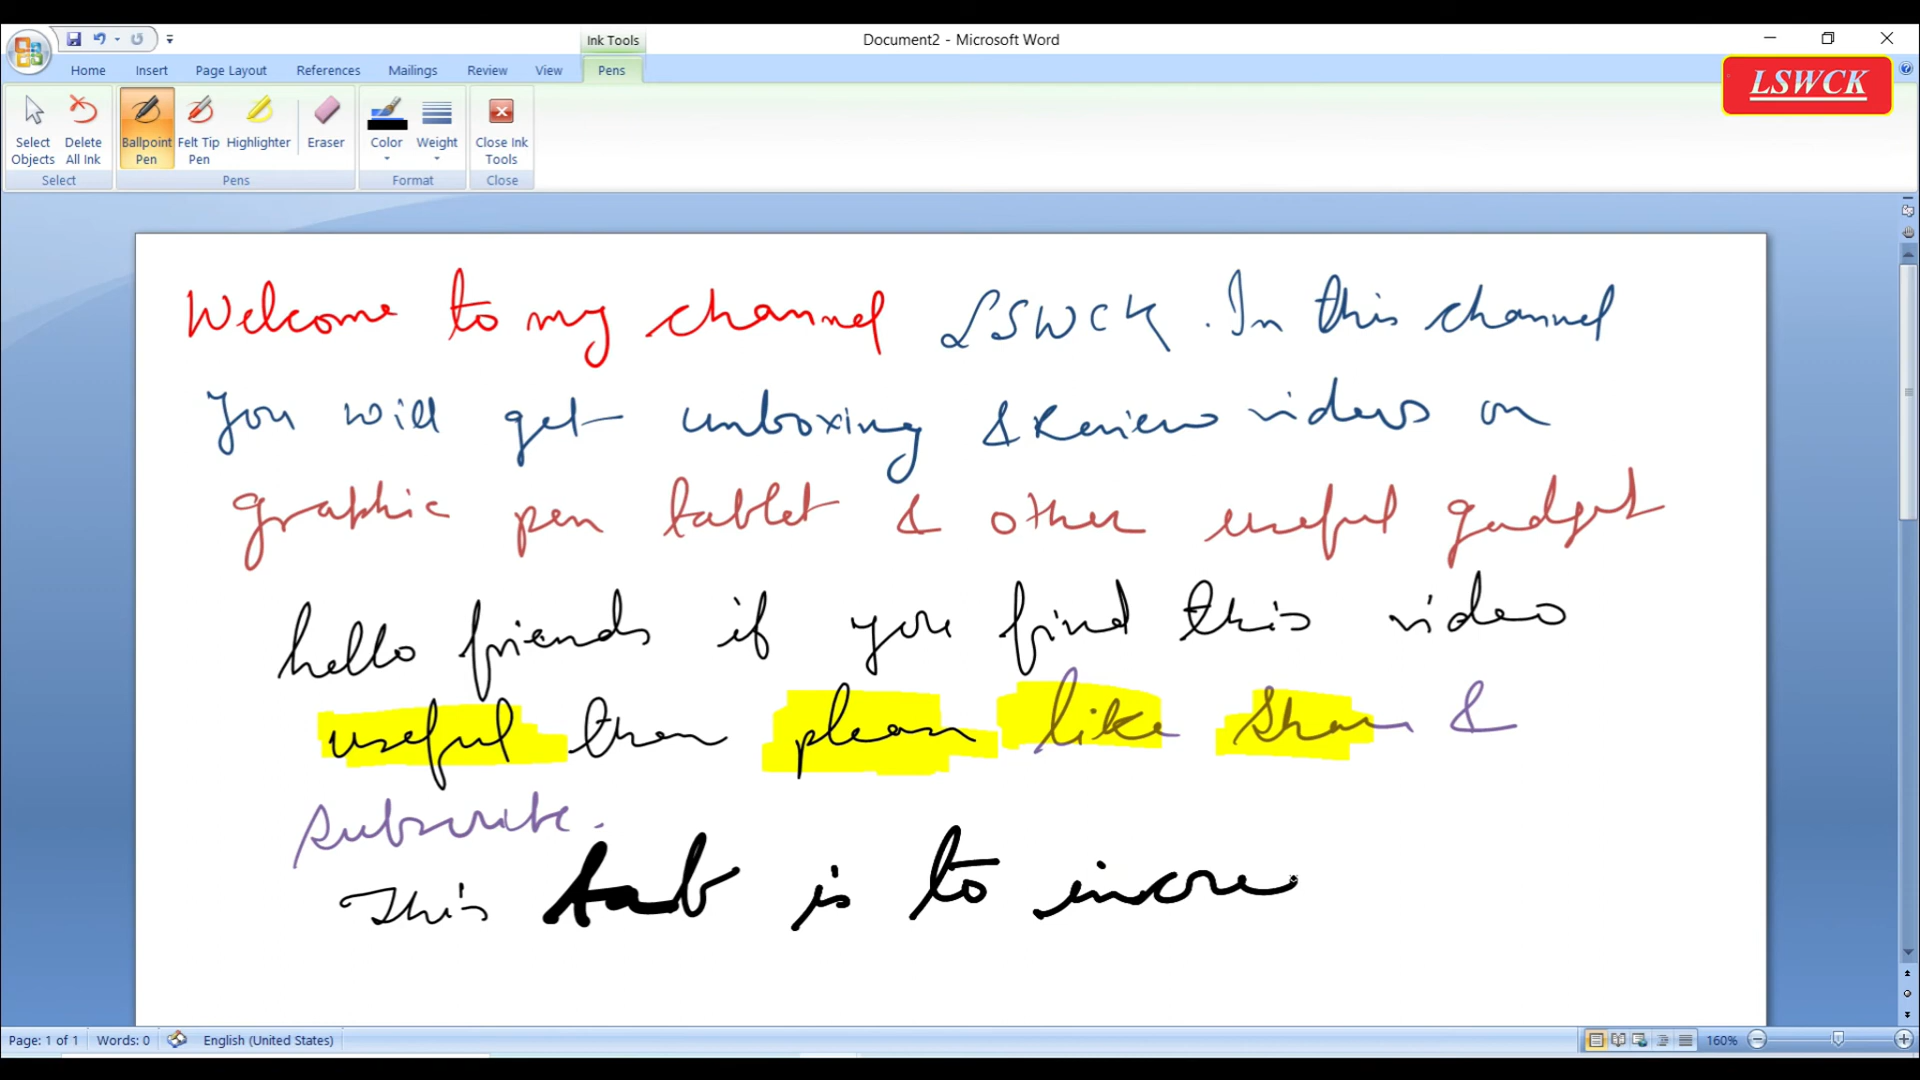 Ink Tools
Document2 - Microsoft Word
Home Insert Page Layout References Mailings Review View Pens
LSWCK
Select Objects
Delete All Ink
Ballpoint Pen
Felt Tip Pen
Highlighter
Eraser
Color
Weight
Close Ink Tools
Select Pens Format Close
Welcome to my channel LSWCK. In this channel
You will get unboxing & Review videos on
graphic pen tablet & other useful gadget
hello friends if you find this video
useful then please like share &
subscribe.
This tab is to incre
Page: 1 of 1 Words: 0 English (United States) 160%